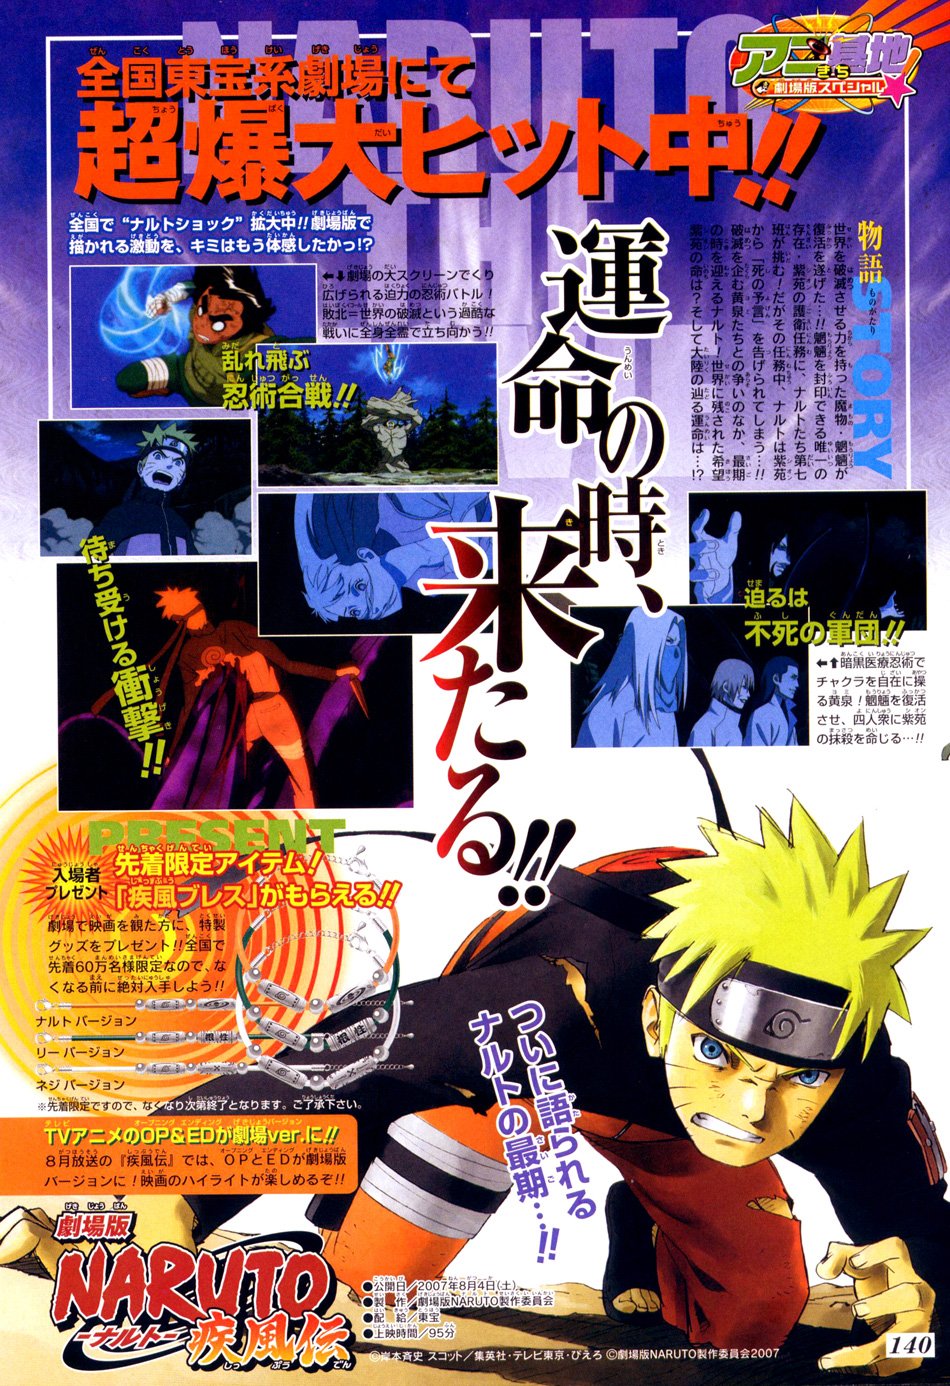 NARUTO THE MOVIE
アニ基地
劇場版スペシャル
全国東宝系劇場にて
超爆大ヒット中!!
全国で“ナルトショック”拡大中!!劇場版で
描かれる激動を、キミはもう体感したかっ!?
←↓劇場の大スクリーンでくり
広げられる迫力の忍術バトル!
敗北=世界の破滅という過酷な
戦いに全身全霊で立ち向かう!!
乱れ飛ぶ
忍術合戦!!
運命の時、
来たる!!!
物語
ものがたり
STORY
世界を破滅させる力を持った魔物　魍魎が
復活を遂げた…!!魍魎を封印できる唯一の
存在・紫苑の護衛任務に、ナルトたち第七
班が挑む!だがその任務中、ナルトは紫苑
から「死の予言」を告げられてしまう…!!
破滅を企む黄泉たちとの争いのなか、最期
の時を迎えるナルト!世界に残された希望
紫苑の命は?そして大陸の辿る運命は…!?
待ち受ける衝撃!!
迫るは
不死の軍団!!
←↑暗黒医療忍術で
チャクラを自在に操
る黄泉!魍魎を復活
させ、四人衆に紫苑
の抹殺を命じる…!!
PRESENT
入場者
プレゼント
先着限定アイテム!
「疾風ブレス」がもらえる!!
劇場で映画を観た方に、特製
グッズをプレゼント!!全国で
先着60万名様限定なので、な
くなる前に絶対入手しよう!!
ナルト バージョン
リー バージョン
ネジ バージョン
※先着限定ですので、なくなり次第終了となります。ご了承下さい。
TVアニメのOP&EDが劇場ver.に!!
8月放送の『疾風伝』では、OPとEDが劇場版
バージョンに!映画のハイライトが楽しめるぞ!!
ついに語られる
ナルトの最期…!!
劇場版
NARUTO
-ナルト-
疾風伝
しっぷうでん
●公開日/2007年8月4日(土)
●製　作/劇場版NARUTO製作委員会
●配　給/東宝
●上映時間/95分
©岸本斉史 スコット/集英社・テレビ東京・ぴえろ ©劇場版NARUTO製作委員会2007
140